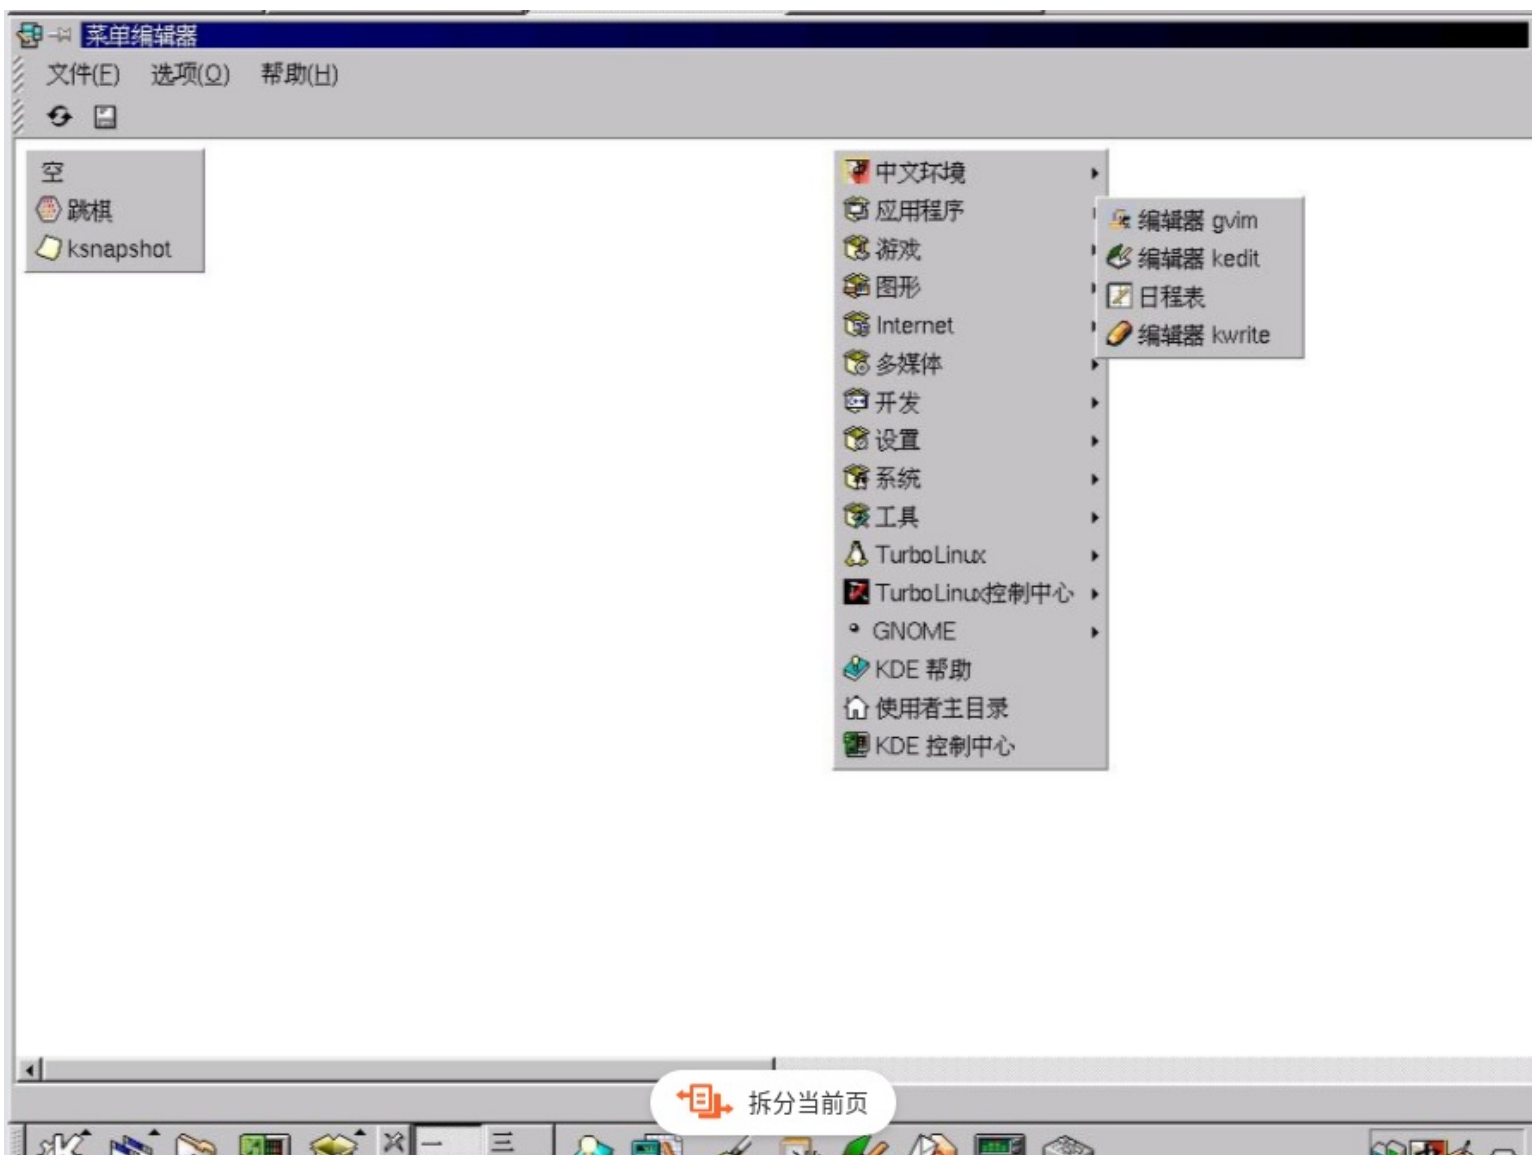 菜单编辑器
文件(F) 选项(O) 帮助(H)
空
跳棋
ksnapshot
中文环境
应用程序
游戏
图形
Internet
多媒体
开发
设置
系统
工具
TurboLinux
TurboLinux控制中心
GNOME
KDE 帮助
使用者主目录
KDE 控制中心
编辑器 gvim
编辑器 kedit
日程表
编辑器 kwrite
拆分当前页
一 三